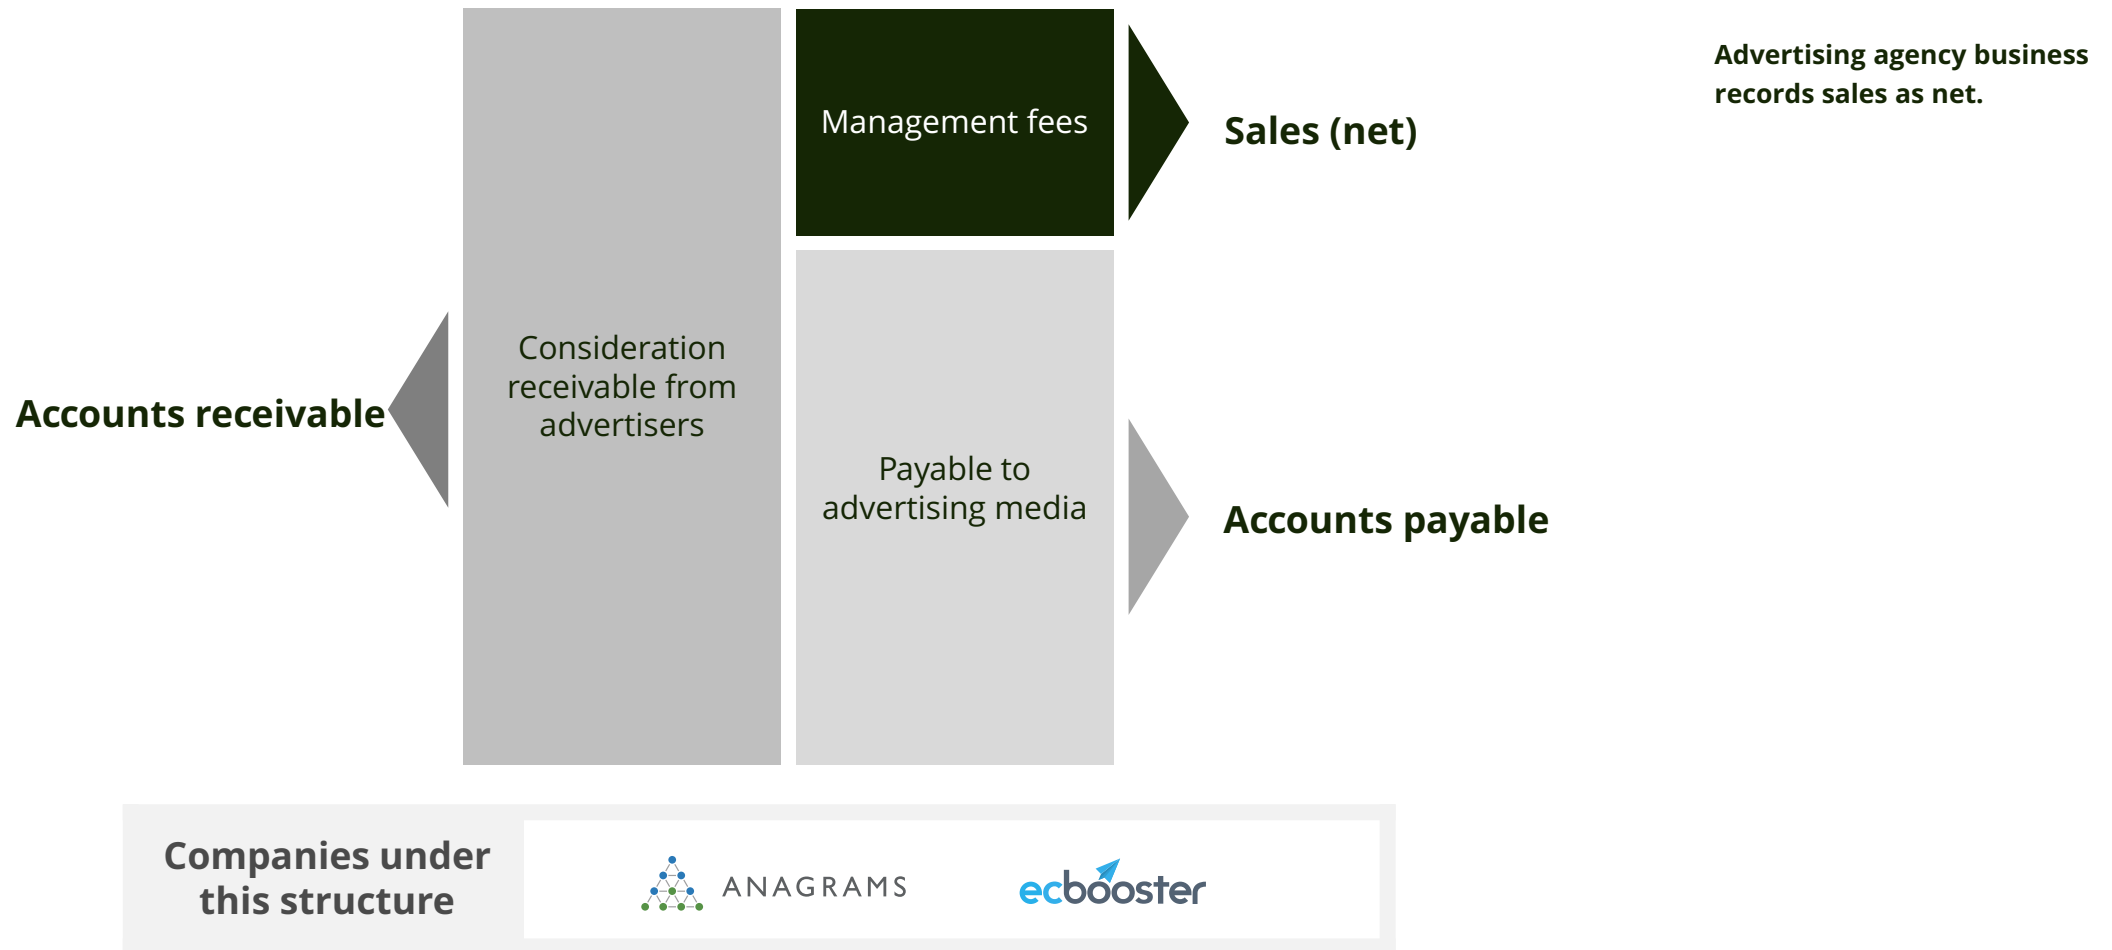 Management fees
Sales (net)
Advertising agency business
records sales as net.
Consideration
receivable from
advertisers
Accounts receivable
Payable to
advertising media
Accounts payable
Companies under
this structure
ANAGRAMS
ecbooster